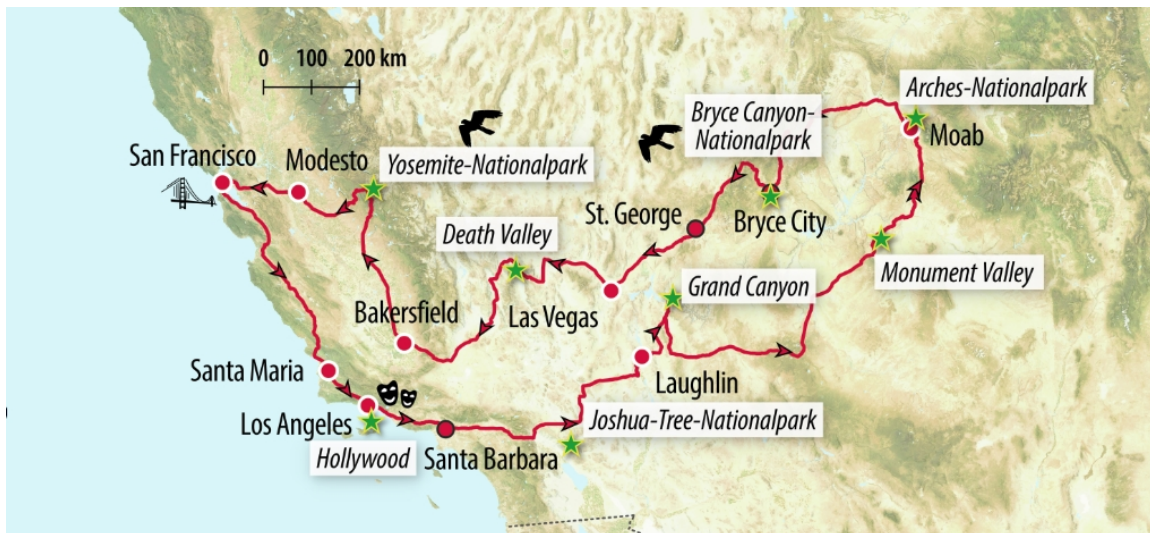 0 100 200 km
Arches-Nationalpark
Bryce Canyon-
Nationalpark
Moab
San Francisco
Modesto
Yosemite-Nationalpark
St. George
Bryce City
Death Valley
Monument Valley
Grand Canyon
Bakersfield
Las Vegas
Santa Maria
Laughlin
Los Angeles
Joshua-Tree-Nationalpark
Hollywood
Santa Barbara